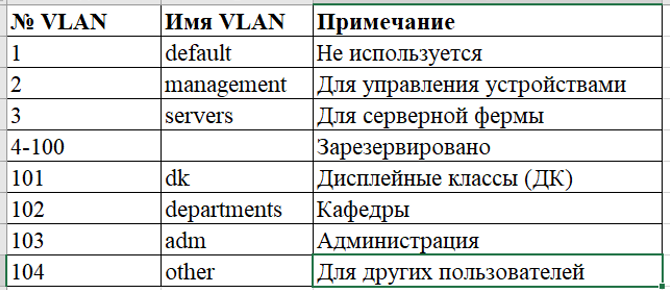 № VLAN Имя VLAN Примечание
1 default Не используется
2 management Для управления устройствами
3 servers Для серверной фермы
4-100 Зарезервировано
101 dk Дисплейные классы (ДК)
102 departments Кафедры
103 adm Администрация
104 other Для других пользователей